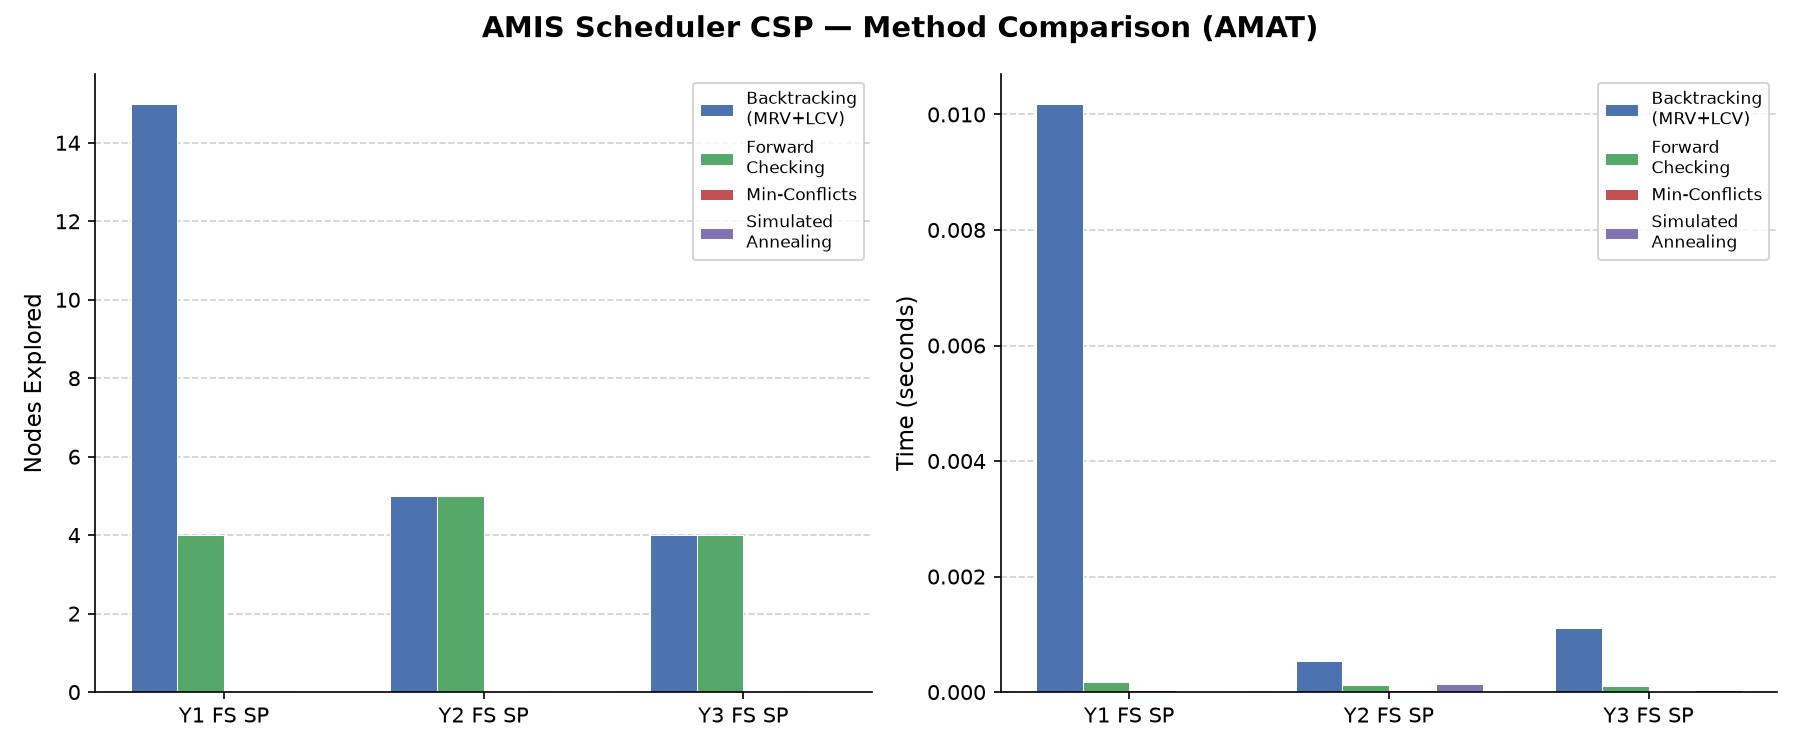 AMIS Scheduler CSP — Method Comparison (AMAT)
Nodes Explored
14
12
10
8
6
4
2
0
Y1 FS SP
Y2 FS SP
Y3 FS SP
Backtracking
(MRV+LCV)
Forward
Checking
Min-Conflicts
Simulated
Annealing
Time (seconds)
0.010
0.008
0.006
0.004
0.002
0.000
Y1 FS SP
Y2 FS SP
Y3 FS SP
Backtracking
(MRV+LCV)
Forward
Checking
Min-Conflicts
Simulated
Annealing